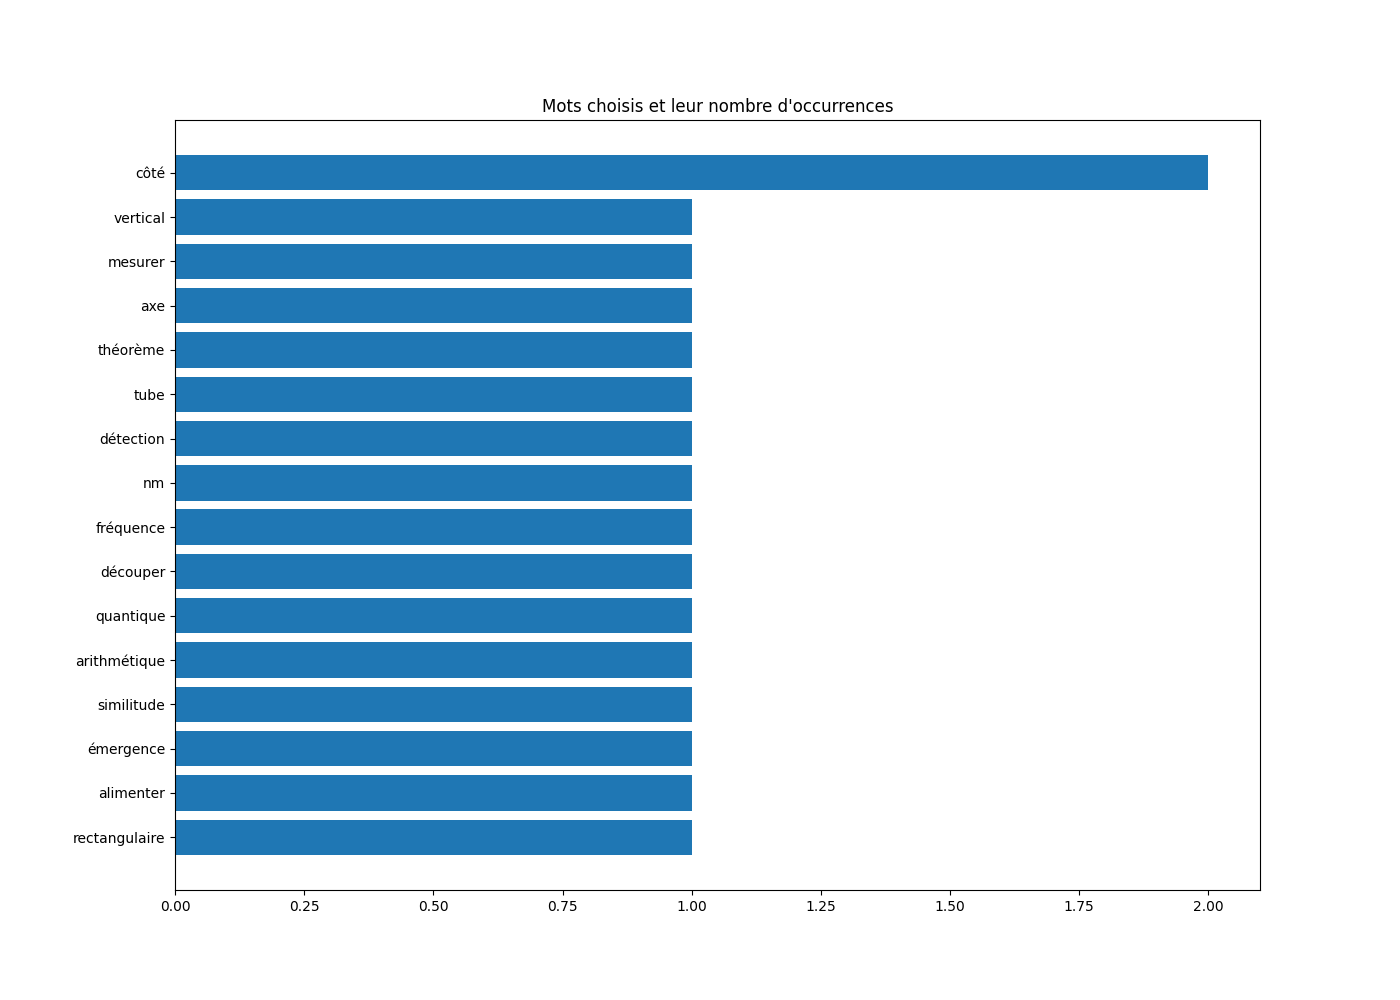 Mots choisis et leur nombre d'occurrences
côté
vertical
mesurer
axe
théorème
tube
détection
nm
fréquence
découper
quantique
arithmétique
similitude
émergence
alimenter
rectangulaire
0.00 0.25 0.50 0.75 1.00 1.25 1.50 1.75 2.00